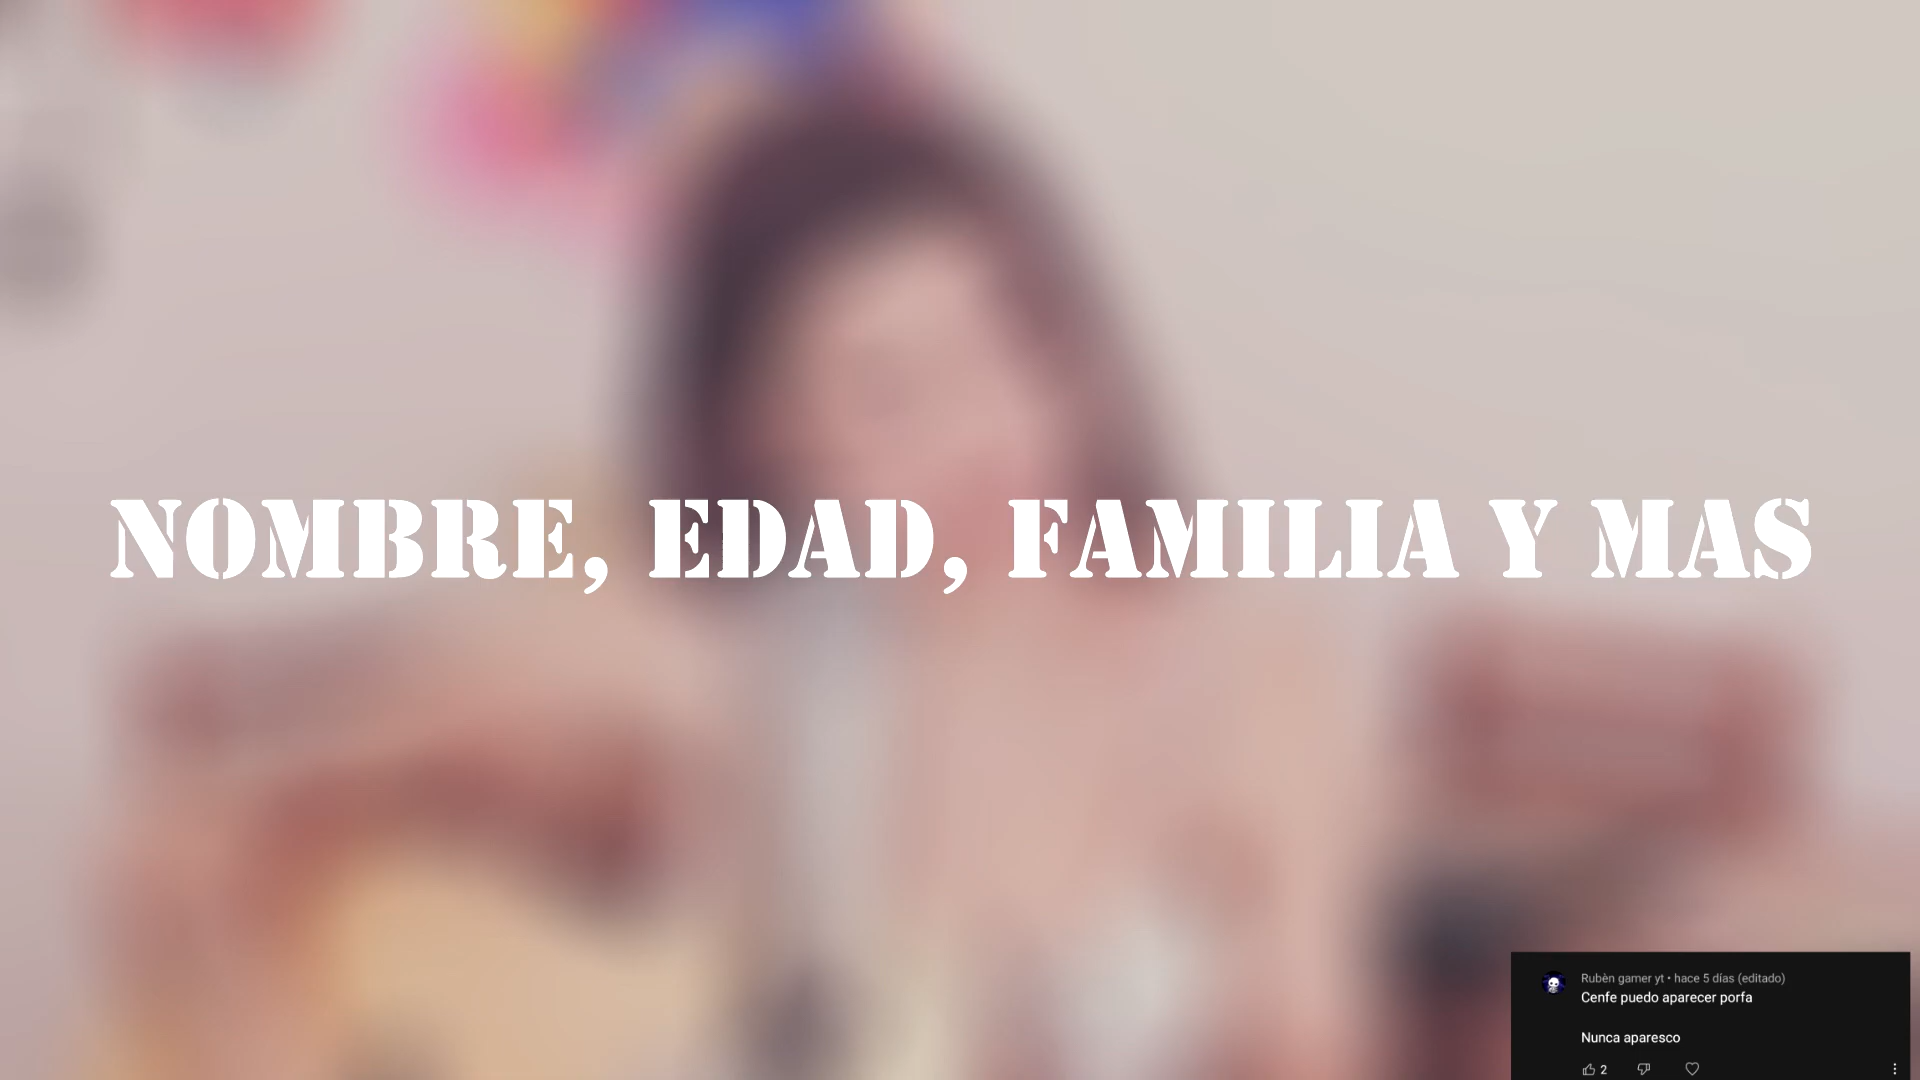 NOMBRE, EDAD, FAMILIA Y MAS
Rubèn gamer yt • hace 5 días (editado)
Cenfe puedo aparecer porfa
Nunca aparesco
2